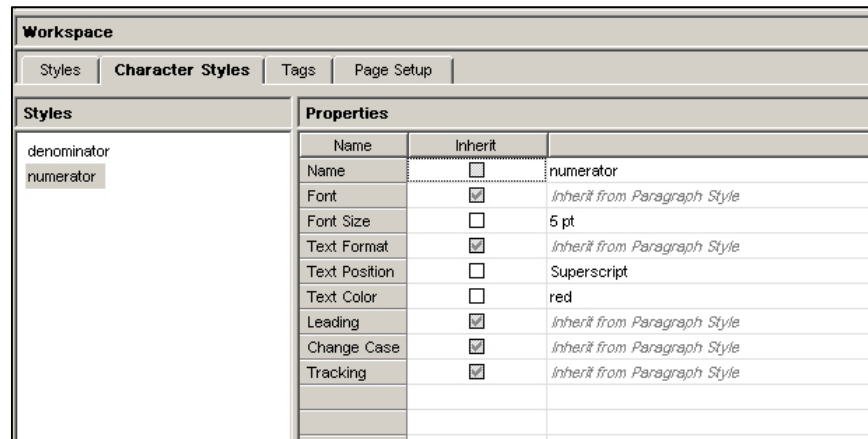 Workspace
Styles Character Styles Tags Page Setup
Styles
denominator
numerator
Properties
Name Inherit
Name numerator
Font Inherit from Paragraph Style
Font Size 5 pt
Text Format Inherit from Paragraph Style
Text Position Superscript
Text Color red
Leading Inherit from Paragraph Style
Change Case Inherit from Paragraph Style
Tracking Inherit from Paragraph Style